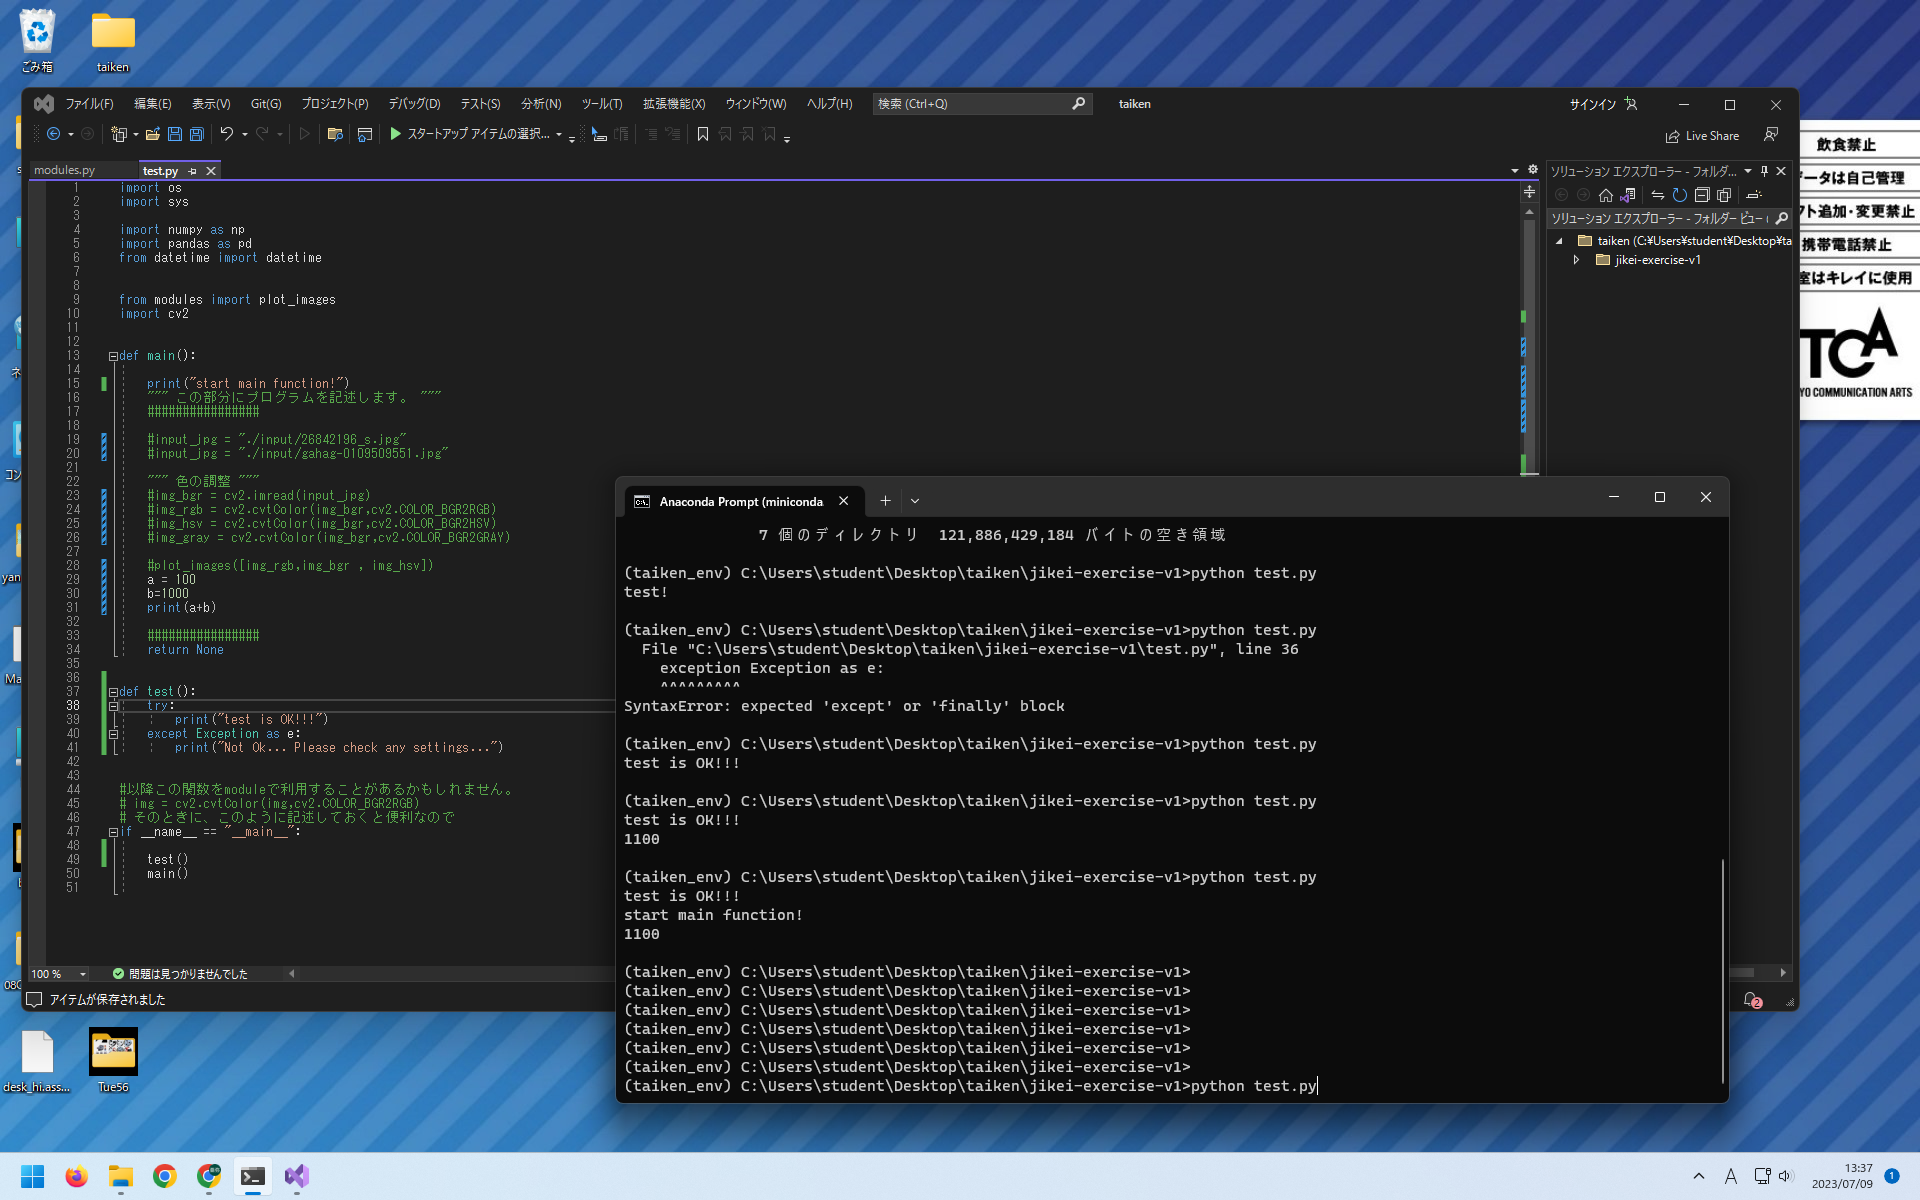 ごみ箱
taiken
ファイル(F) 編集(E) 表示(V) Git(G) プロジェクト(P) デバッグ(D) テスト(S) 分析(N) ツール(T) 拡張機能(X) ウィンドウ(W) ヘルプ(H) 検索 (Ctrl+Q) taiken サインイン
スタートアップ アイテムの選択... Live Share
modules.py test.py
1 import os
2 import sys
3
4 import numpy as np
5 import pandas as pd
6 from datetime import datetime
7
8
9 from modules import plot_images
10 import cv2
11
12
13 def main():
14
15 print("start main function!")
16 """ この部分にプログラムを記述します。 """
17 ################
18
19 #input_jpg = "./input/26842196_s.jpg"
20 #input_jpg = "./input/gahag-0109509551.jpg"
21
22 """ 色の調整 """
23 #img_bgr = cv2.imread(input_jpg)
24 #img_rgb = cv2.cvtColor(img_bgr,cv2.COLOR_BGR2RGB)
25 #img_hsv = cv2.cvtColor(img_bgr,cv2.COLOR_BGR2HSV)
26 #img_gray = cv2.cvtColor(img_bgr,cv2.COLOR_BGR2GRAY)
27
28 #plot_images([img_rgb,img_bgr , img_hsv])
29 a = 100
30 b=1000
31 print(a+b)
32
33 ################
34 return None
35
36
37 def test():
38 try:
39 print("test is OK!!!")
40 except Exception as e:
41 print("Not Ok... Please check any settings...")
42
43
44 #以降この関数をmoduleで利用することがあるかもしれません。
45 # img = cv2.cvtColor(img,cv2.COLOR_BGR2RGB)
46 # そのときに、このように記述しておくと便利なので
47 if __name__ == "__main__":
48
49 test()
50 main()
51
100 % 問題は見つかりませんでした
アイテムが保存されました
ソリューション エクスプローラー - フォルダ...
ソリューション エクスプローラー - フォルダー ビュー (
taiken (C:¥Users¥student¥Desktop¥ta
jikei-exercise-v1
2
飲食禁止
ータは自己管理
フト追加・変更禁止
携帯電話禁止
室はキレイに使用
TCA
YO COMMUNICATION ARTS
Anaconda Prompt (miniconda
7 個のディレクトリ 121,886,429,184 バイトの空き領域
(taiken_env) C:\Users\student\Desktop\taiken\jikei-exercise-v1>python test.py
test!
(taiken_env) C:\Users\student\Desktop\taiken\jikei-exercise-v1>python test.py
File "C:\Users\student\Desktop\taiken\jikei-exercise-v1\test.py", line 36
exception Exception as e:
^^^^^^^^^
SyntaxError: expected 'except' or 'finally' block
(taiken_env) C:\Users\student\Desktop\taiken\jikei-exercise-v1>python test.py
test is OK!!!
(taiken_env) C:\Users\student\Desktop\taiken\jikei-exercise-v1>python test.py
test is OK!!!
1100
(taiken_env) C:\Users\student\Desktop\taiken\jikei-exercise-v1>python test.py
test is OK!!!
start main function!
1100
(taiken_env) C:\Users\student\Desktop\taiken\jikei-exercise-v1>
(taiken_env) C:\Users\student\Desktop\taiken\jikei-exercise-v1>
(taiken_env) C:\Users\student\Desktop\taiken\jikei-exercise-v1>
(taiken_env) C:\Users\student\Desktop\taiken\jikei-exercise-v1>
(taiken_env) C:\Users\student\Desktop\taiken\jikei-exercise-v1>
(taiken_env) C:\Users\student\Desktop\taiken\jikei-exercise-v1>
(taiken_env) C:\Users\student\Desktop\taiken\jikei-exercise-v1>python test.py
desk_hi.ass...
Tue56
A
13:37
2023/07/09
1